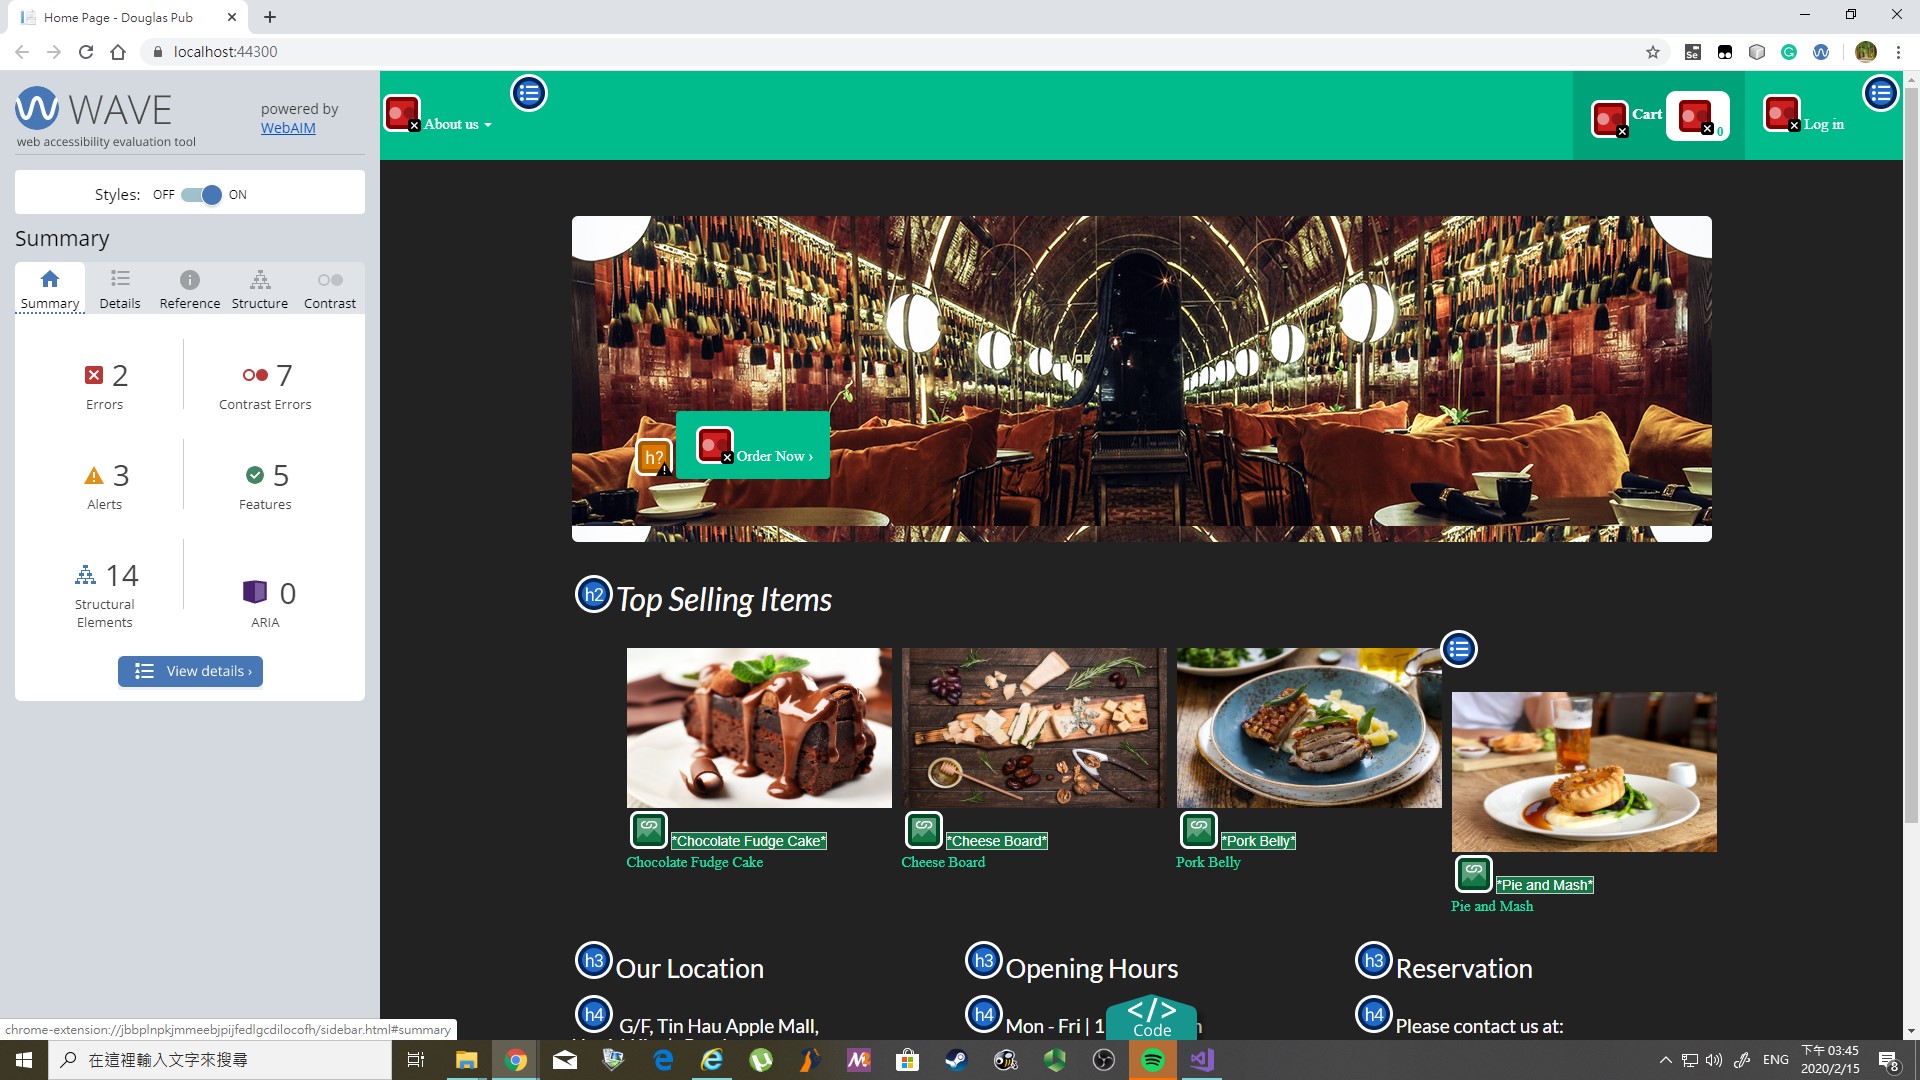 Home Page - Douglas Pub
localhost:44300
WAVE
web accessibility evaluation tool
powered by
WebAIM
Styles: OFF ON
Summary
Summary Details Reference Structure Contrast
2
Errors
7
Contrast Errors
3
Alerts
5
Features
14
Structural
Elements
0
ARIA
View details ›
About us
Cart
0
Log in
h?
Order Now ›
h2 Top Selling Items
*Chocolate Fudge Cake*
Chocolate Fudge Cake
*Cheese Board*
Cheese Board
*Pork Belly*
Pork Belly
*Pie and Mash*
Pie and Mash
h3 Our Location
h4 G/F, Tin Hau Apple Mall,
h3 Opening Hours
h4 Mon - Fri | 1
</>
Code
h3 Reservation
h4 Please contact us at:
chrome-extension://jbbplnpkjmmeebjpijfedlgcdilocofh/sidebar.html#summary
在這裡輸入文字來搜尋
ENG
下午 03:45
2020/2/15
8